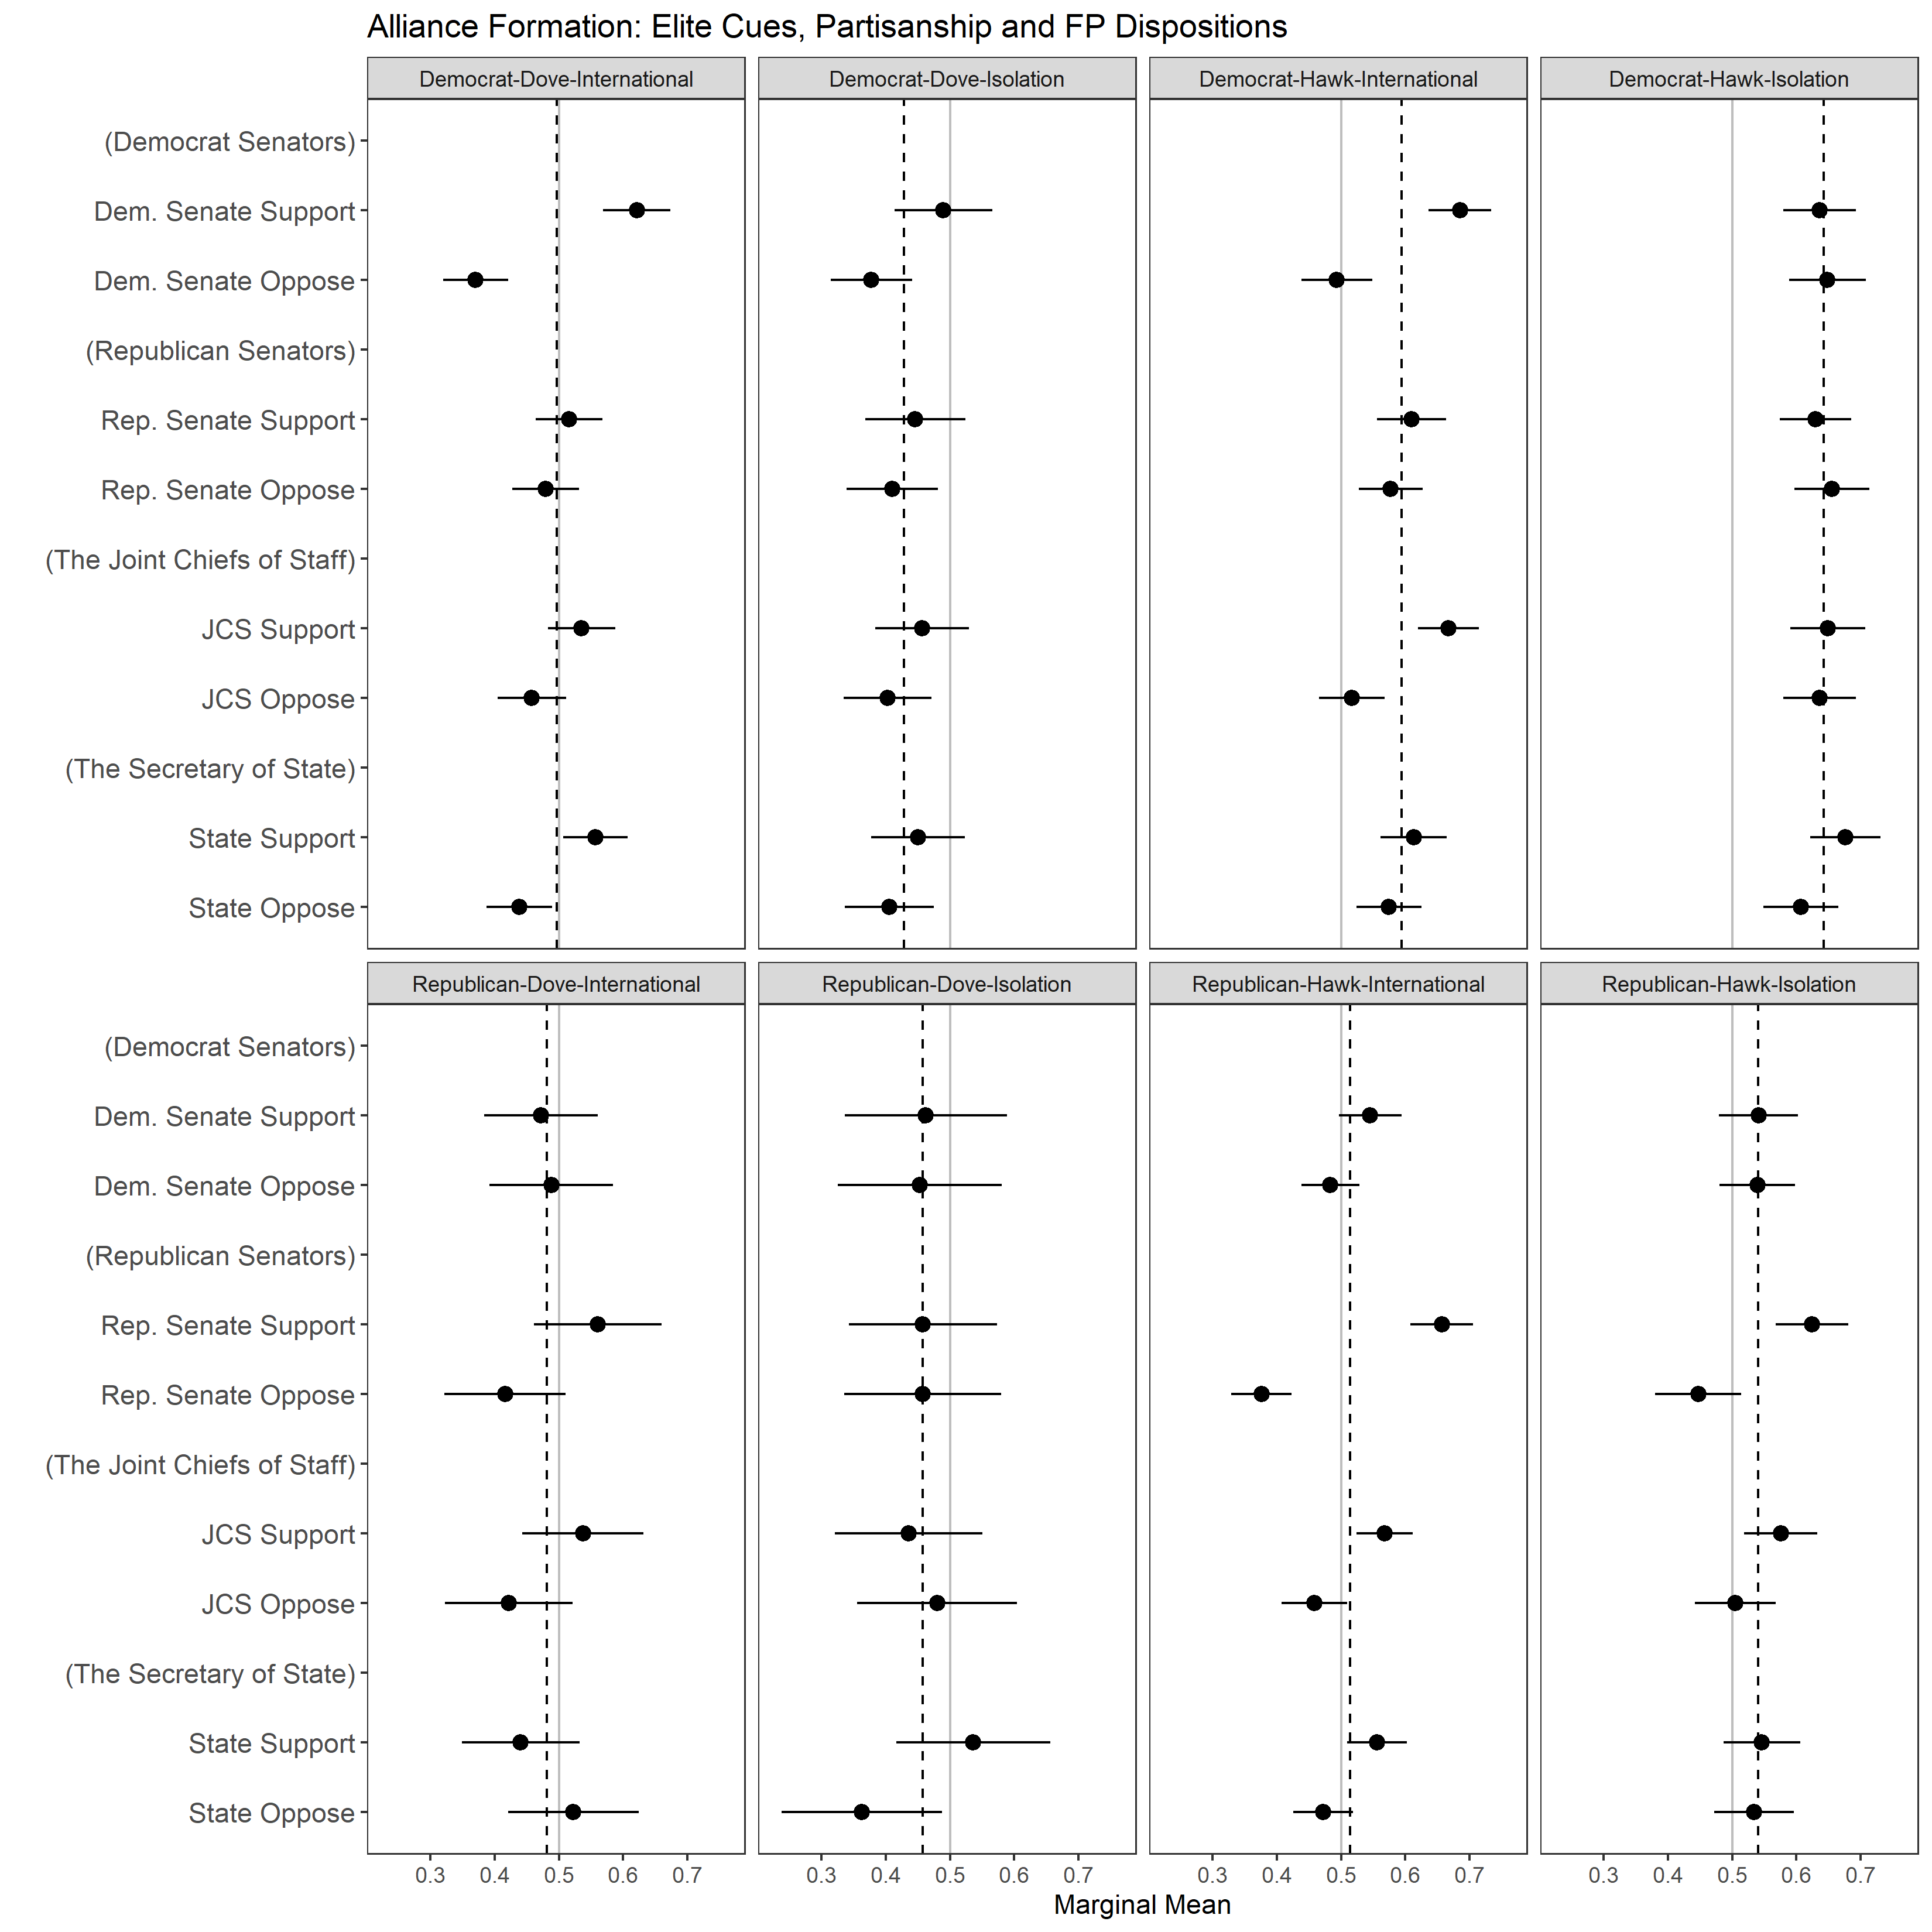 Alliance Formation: Elite Cues, Partisanship and FP Dispositions
Democrat-Dove-International
Democrat-Dove-Isolation
Democrat-Hawk-International
Democrat-Hawk-Isolation
(Democrat Senators)
Dem. Senate Support
Dem. Senate Oppose
(Republican Senators)
Rep. Senate Support
Rep. Senate Oppose
(The Joint Chiefs of Staff)
JCS Support
JCS Oppose
(The Secretary of State)
State Support
State Oppose
Republican-Dove-International
Republican-Dove-Isolation
Republican-Hawk-International
Republican-Hawk-Isolation
(Democrat Senators)
Dem. Senate Support
Dem. Senate Oppose
(Republican Senators)
Rep. Senate Support
Rep. Senate Oppose
(The Joint Chiefs of Staff)
JCS Support
JCS Oppose
(The Secretary of State)
State Support
State Oppose
0.3 0.4 0.5 0.6 0.7
0.3 0.4 0.5 0.6 0.7
0.3 0.4 0.5 0.6 0.7
0.3 0.4 0.5 0.6 0.7
Marginal Mean